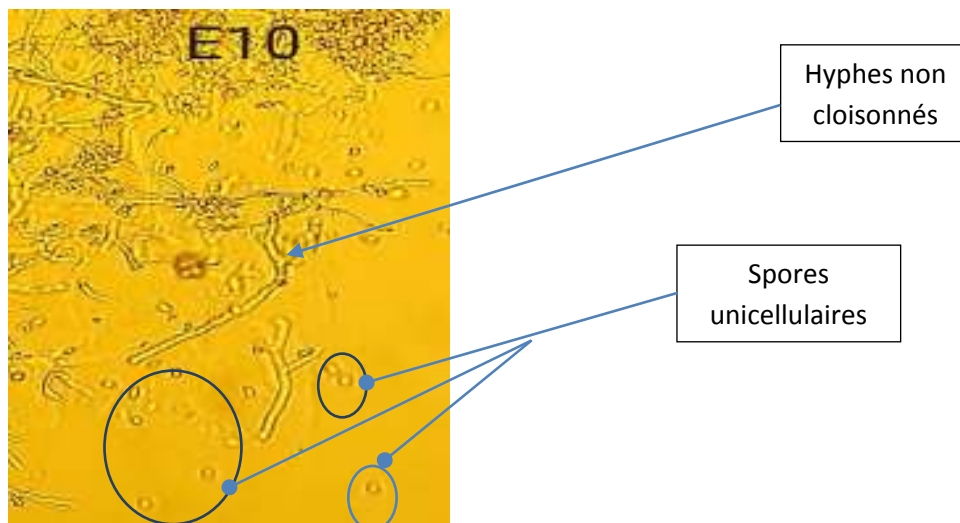 E10
Hyphes non
cloisonnés
Spores
unicellulaires